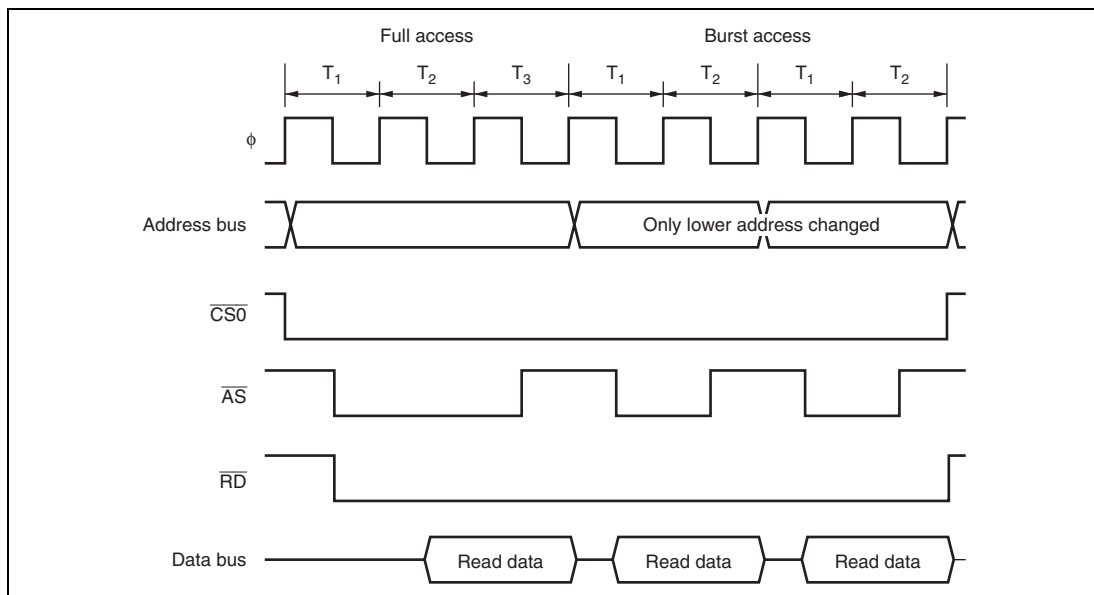 Full access Burst access
T1 T2 T3 T1 T2 T1 T2
ϕ
Address bus Only lower address changed
CS0
AS
RD
Data bus Read data Read data Read data